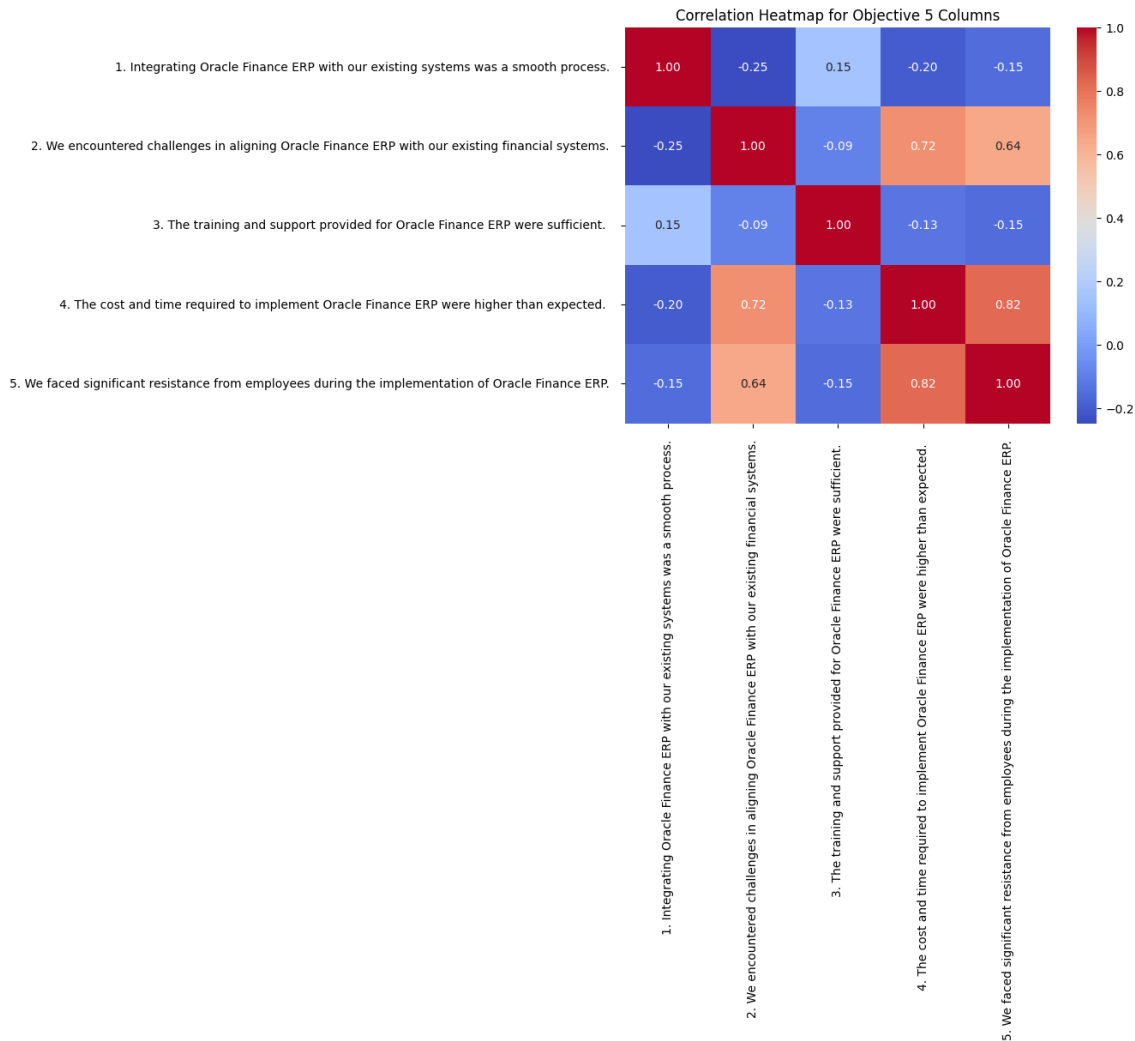 Correlation Heatmap for Objective 5 Columns
1. Integrating Oracle Finance ERP with our existing systems was a smooth process.
1.00 -0.25 0.15 -0.20 -0.15
2. We encountered challenges in aligning Oracle Finance ERP with our existing financial systems.
-0.25 1.00 -0.09 0.72 0.64
3. The training and support provided for Oracle Finance ERP were sufficient.
0.15 -0.09 1.00 -0.13 -0.15
4. The cost and time required to implement Oracle Finance ERP were higher than expected.
-0.20 0.72 -0.13 1.00 0.82
5. We faced significant resistance from employees during the implementation of Oracle Finance ERP.
-0.15 0.64 -0.15 0.82 1.00
1.0
0.8
0.6
0.4
0.2
0.0
−0.2
1. Integrating Oracle Finance ERP with our existing systems was a smooth process.
2. We encountered challenges in aligning Oracle Finance ERP with our existing financial systems.
3. The training and support provided for Oracle Finance ERP were sufficient.
4. The cost and time required to implement Oracle Finance ERP were higher than expected.
5. We faced significant resistance from employees during the implementation of Oracle Finance ERP.